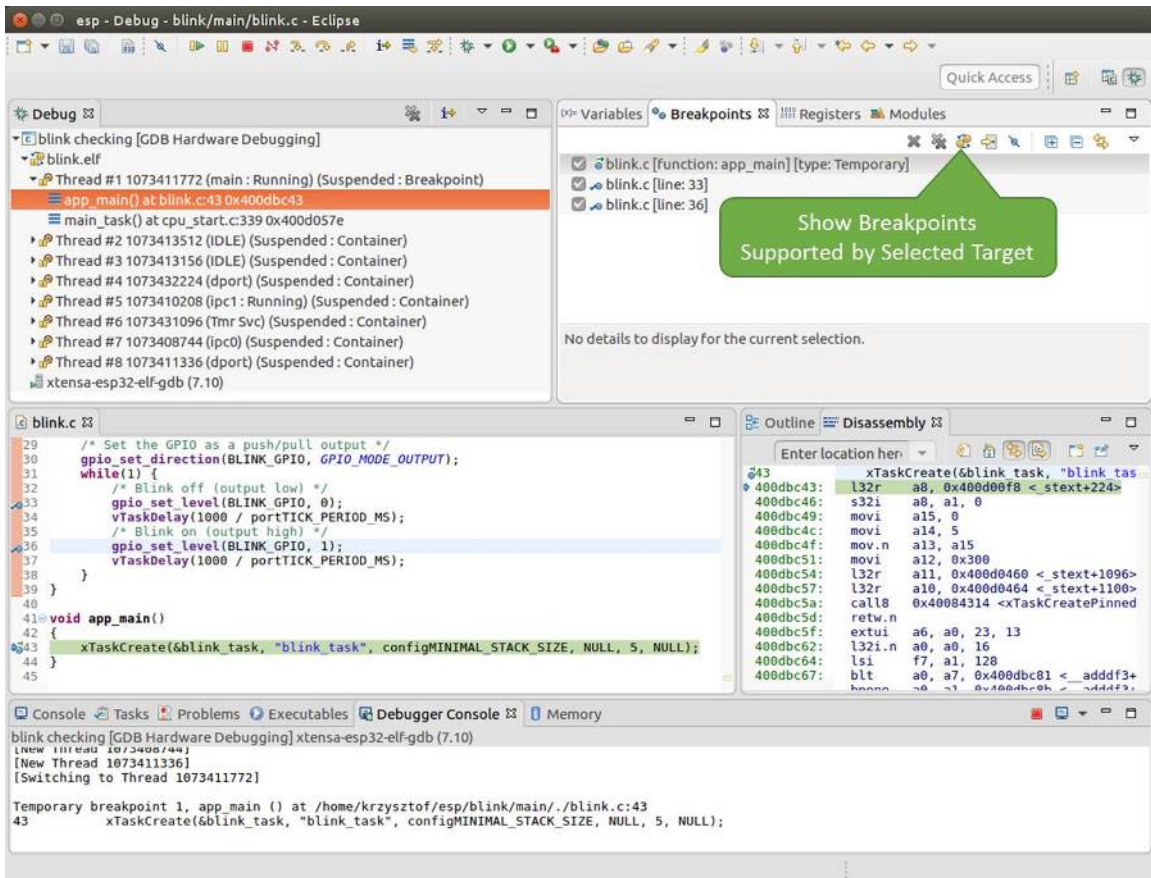 esp - Debug - blink/main/blink.c - Eclipse
Quick Access
Debug
blink checking [GDB Hardware Debugging]
blink.elf
Thread #1 1073411772 (main : Running) (Suspended : Breakpoint)
app_main() at blink.c:43 0x400dbc43
main_task() at cpu_start.c:339 0x400d057e
Thread #2 1073413512 (IDLE) (Suspended : Container)
Thread #3 1073413156 (IDLE) (Suspended : Container)
Thread #4 1073432224 (dport) (Suspended : Container)
Thread #5 1073410208 (ipc1 : Running) (Suspended : Container)
Thread #6 1073431096 (Tmr Svc) (Suspended : Container)
Thread #7 1073408744 (ipc0) (Suspended : Container)
Thread #8 1073411336 (dport) (Suspended : Container)
xtensa-esp32-elf-gdb (7.10)
(x)= Variables Breakpoints Registers Modules
blink.c [function: app_main] [type: Temporary]
blink.c [line: 33]
blink.c [line: 36]
Show Breakpoints
Supported by Selected Target
No details to display for the current selection.
blink.c
29 /* Set the GPIO as a push/pull output */
30 gpio_set_direction(BLINK_GPIO, GPIO_MODE_OUTPUT);
31 while(1) {
32 /* Blink off (output low) */
33 gpio_set_level(BLINK_GPIO, 0);
34 vTaskDelay(1000 / portTICK_PERIOD_MS);
35 /* Blink on (output high) */
36 gpio_set_level(BLINK_GPIO, 1);
37 vTaskDelay(1000 / portTICK_PERIOD_MS);
38 }
39 }
40
41 void app_main()
42 {
43 xTaskCreate(&blink_task, "blink_task", configMINIMAL_STACK_SIZE, NULL, 5, NULL);
44 }
45
Outline Disassembly
Enter location her
43 xTaskCreate(&blink_task, "blink_tas
400dbc43: l32r a8, 0x400d00f8 <_stext+224>
400dbc46: s32i a8, a1, 0
400dbc49: movi a15, 0
400dbc4c: movi a14, 5
400dbc4f: mov.n a13, a15
400dbc51: movi a12, 0x300
400dbc54: l32r a11, 0x400d0460 <_stext+1096>
400dbc57: l32r a10, 0x400d0464 <_stext+1100>
400dbc5a: call8 0x40084314 <xTaskCreatePinned
400dbc5d: retw.n
400dbc5f: extui a6, a0, 23, 13
400dbc62: l32i.n a0, a0, 16
400dbc64: lsi f7, a1, 128
400dbc67: blt a0, a7, 0x400dbc81 <__adddf3+
Console Tasks Problems Executables Debugger Console Memory
blink checking [GDB Hardware Debugging] xtensa-esp32-elf-gdb (7.10)
[New Thread 1073408744]
[New Thread 1073411336]
[Switching to Thread 1073411772]
Temporary breakpoint 1, app_main () at /home/krzysztof/esp/blink/main/./blink.c:43
43 xTaskCreate(&blink_task, "blink_task", configMINIMAL_STACK_SIZE, NULL, 5, NULL);